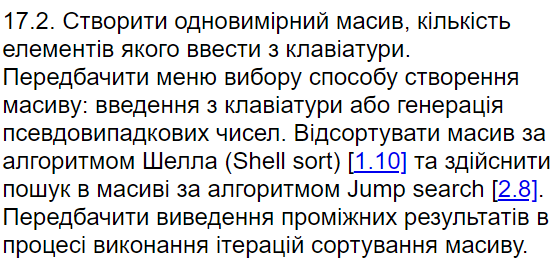 17.2. Створити одновимірний масив, кількість
елементів якого ввести з клавіатури.
Передбачити меню вибору способу створення
масиву: введення з клавіатури або генерація
псевдовипадкових чисел. Відсортувати масив за
алгоритмом Шелла (Shell sort) [1.10] та здійснити
пошук в масиві за алгоритмом Jump search [2.8].
Передбачити виведення проміжних результатів в
процесі виконання ітерацій сортування масиву.